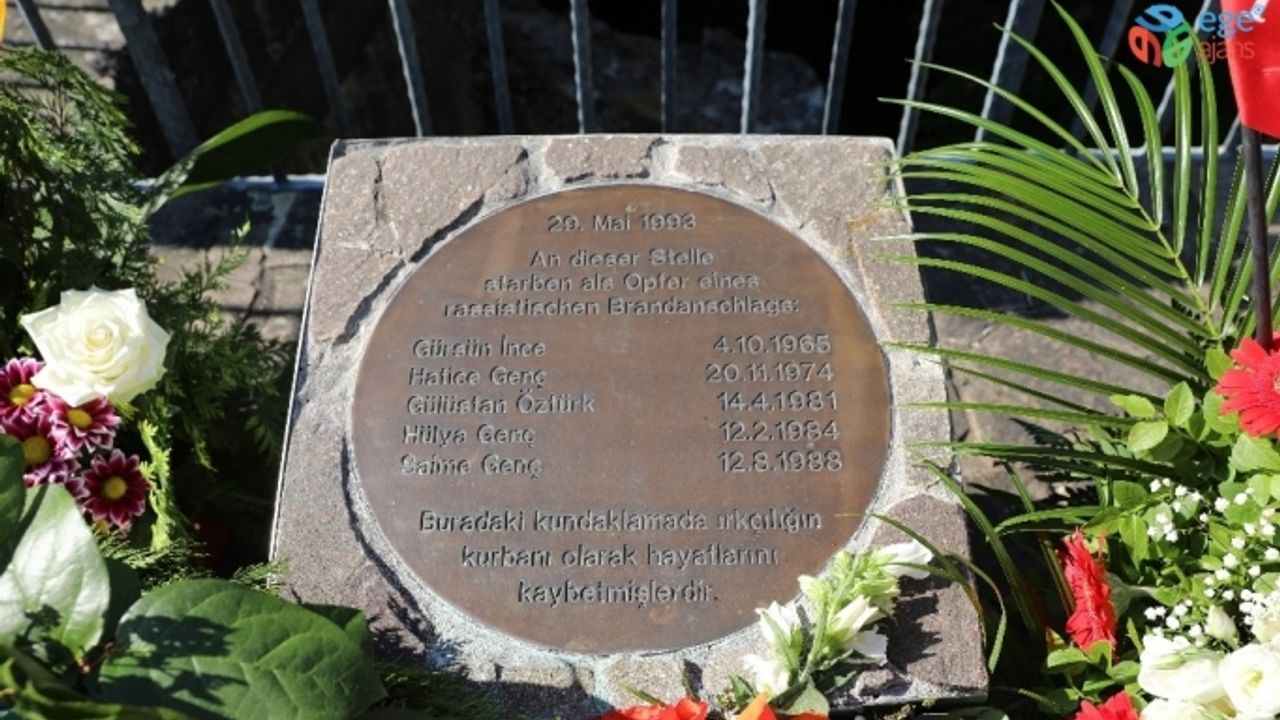 ege
ajans
29. Mai 1993
An dieser Stelle
starben als Opfer eines
rassistischen Brandanschlags:
Gürsün İnce 4.10.1965
Hatice Genç 20.11.1974
Gülüstan Öztürk 14.4.1981
Hülya Genç 12.2.1984
Saime Genç 12.8.1988
Buradaki kundaklamada ırkçılığın
kurbanı olarak hayatlarını
kaybetmişlerdir.